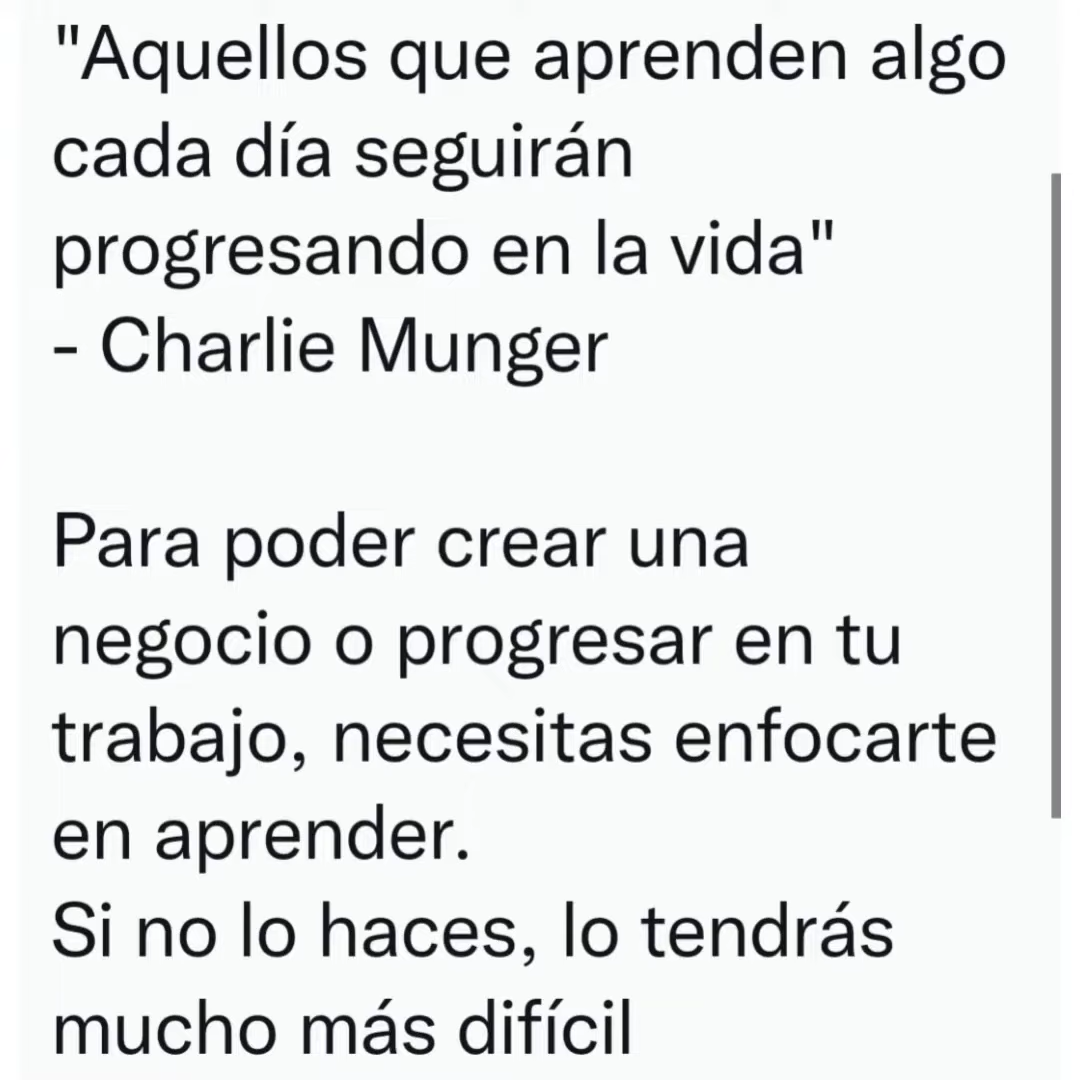 "Aquellos que aprenden algo
cada día seguirán
progresando en la vida"
- Charlie Munger
Para poder crear una
negocio o progresar en tu
trabajo, necesitas enfocarte
en aprender.
Si no lo haces, lo tendrás
mucho más difícil